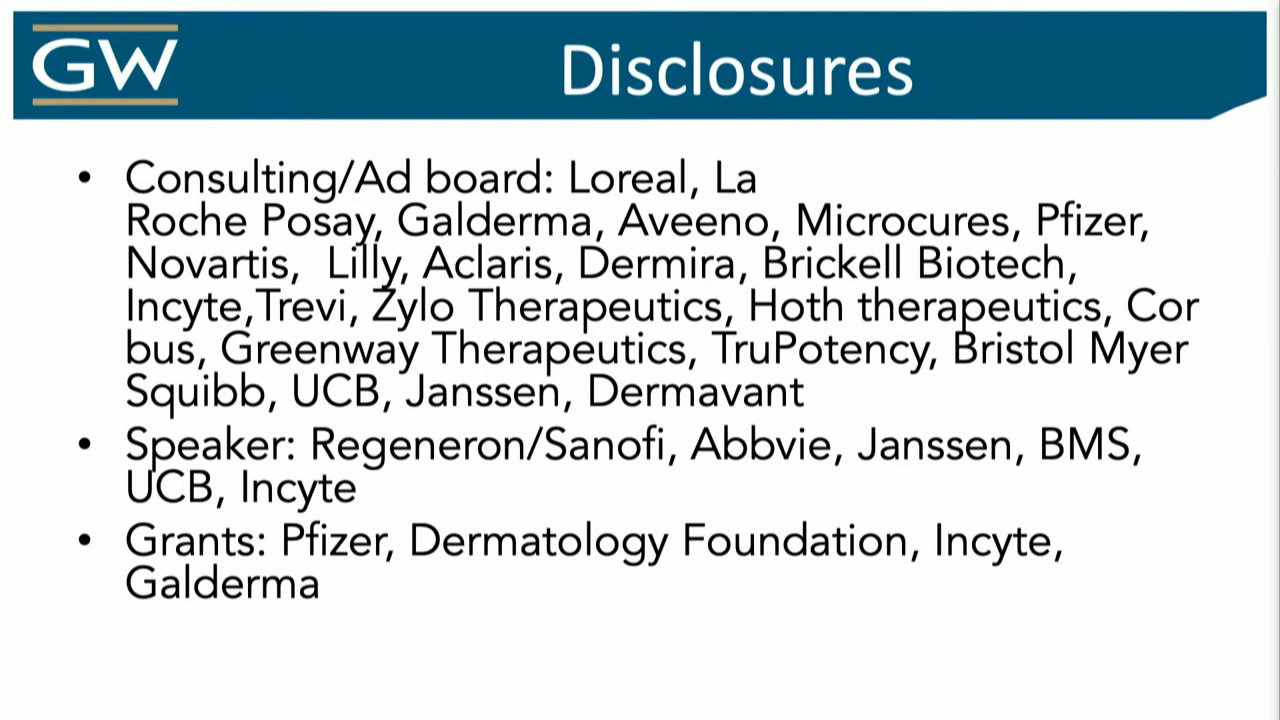 GW
Disclosures
• Consulting/Ad board: Loreal, La
Roche Posay, Galderma, Aveeno, Microcures, Pfizer,
Novartis,  Lilly, Aclaris, Dermira, Brickell Biotech,
Incyte,Trevi, Zylo Therapeutics, Hoth therapeutics, Cor
bus, Greenway Therapeutics, TruPotency, Bristol Myer
Squibb, UCB, Janssen, Dermavant
• Speaker: Regeneron/Sanofi, Abbvie, Janssen, BMS,
UCB, Incyte
• Grants: Pfizer, Dermatology Foundation, Incyte,
Galderma